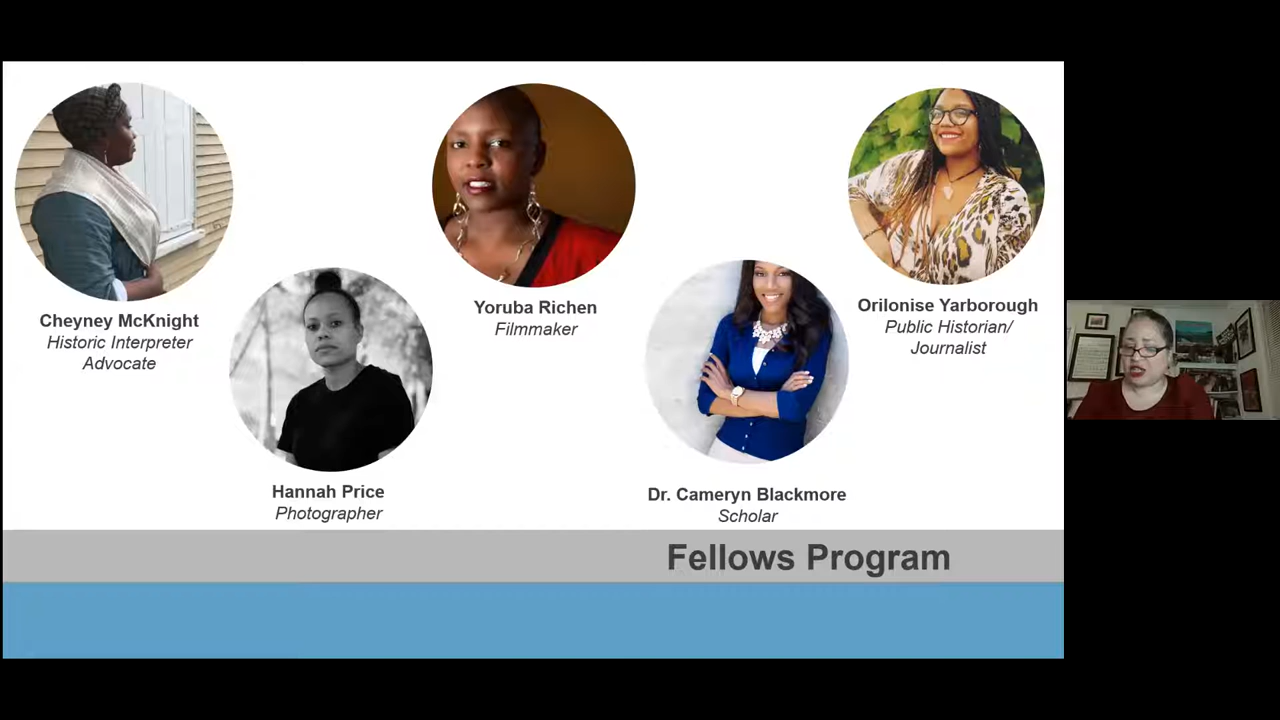 Cheyney McKnight
Historic Interpreter
Advocate
Hannah Price
Photographer
Yoruba Richen
Filmmaker
Dr. Cameryn Blackmore
Scholar
Orilonise Yarborough
Public Historian/
Journalist
Fellows Program